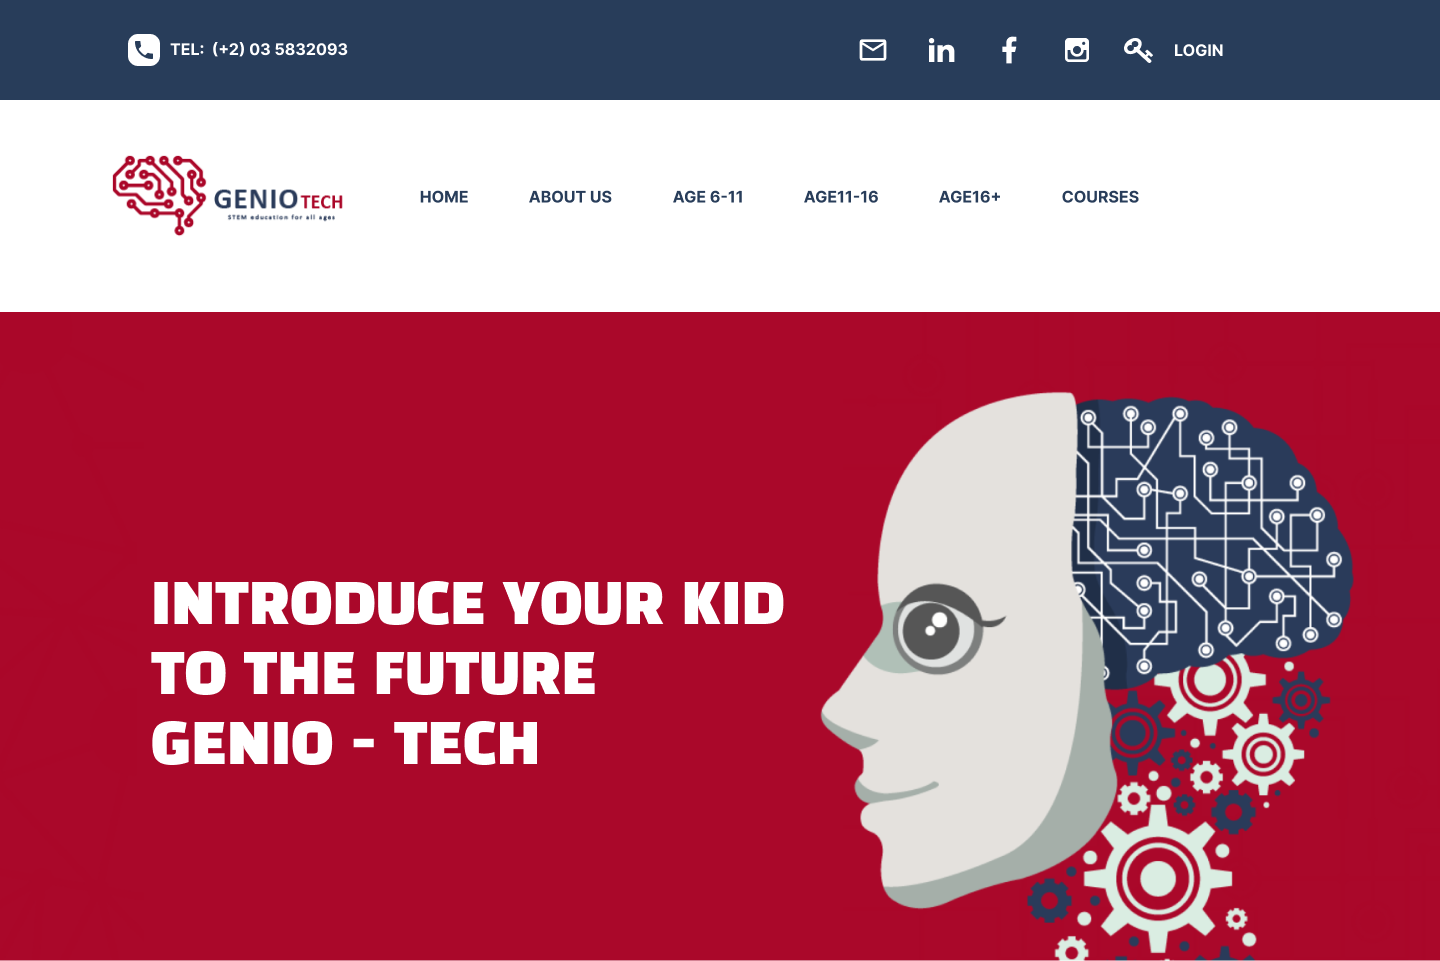 TEL: (+2) 03 5832093
LOGIN
GENIO TECH
STEM education for all ages
HOME
ABOUT US
AGE 6-11
AGE11-16
AGE16+
COURSES
INTRODUCE YOUR KID
TO THE FUTURE
GENIO - TECH